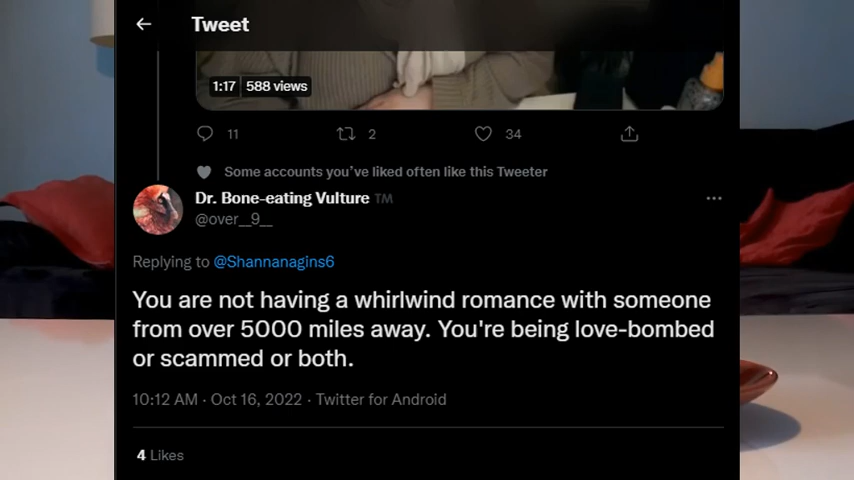 Tweet
1:17 588 views
11 2 34
Some accounts you've liked often like this Tweeter
Dr. Bone-eating Vulture TM
@over__9__
Replying to @Shannanagins6
You are not having a whirlwind romance with someone
from over 5000 miles away. You're being love-bombed
or scammed or both.
10:12 AM · Oct 16, 2022 · Twitter for Android
4 Likes